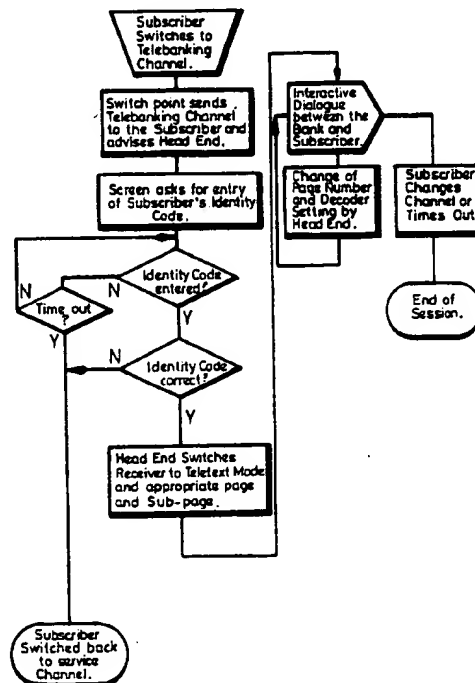 Subscriber
Switches to
Telebanking
Channel.
Switch point sends
Telebanking Channel
to the Subscriber and
advises Head End.
Screen asks for entry
of Subscriber's Identity
Code.
N
Time out
?
Y
N
Identity Code
entered?
Y
N
Identity Code
correct?
Y
Head End Switches
Receiver to Teletext Mode
and appropriate page
and Sub-page.
Subscriber
Switched back
to service
Channel.
Interactive
Dialogue
between the
Bank and
Subscriber.
Change of
Page Number
and Decoder
Setting by
Head End.
Subscriber
Changes
Channel or
Times Out
End of
Session.